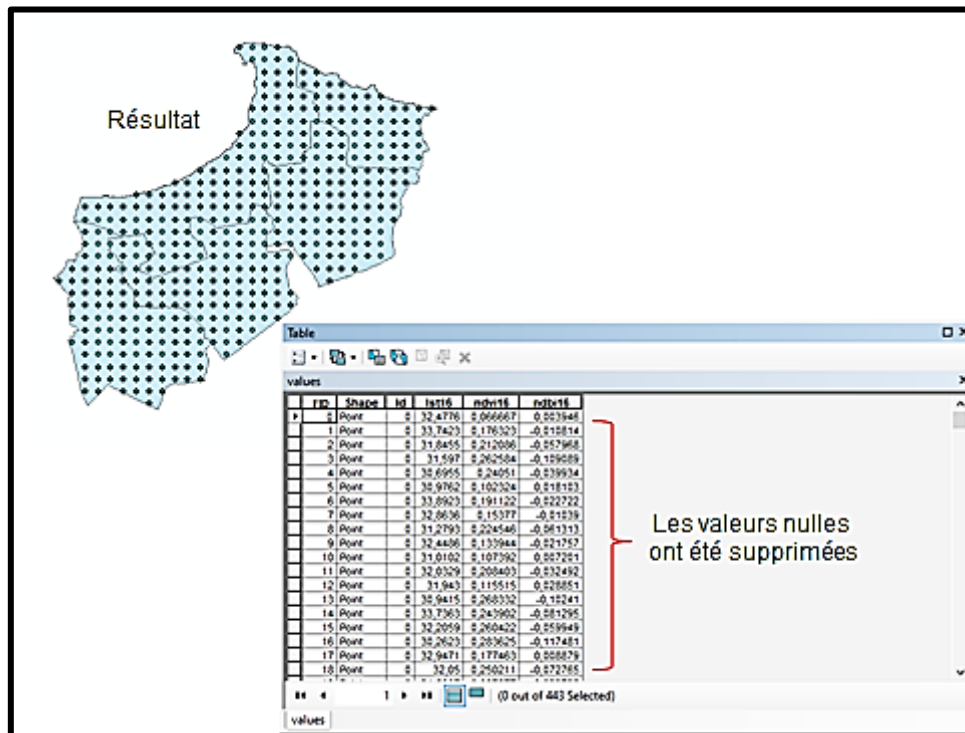 Résultat
Table
values
FID Shape Id lst16 ndvi16 ndbi16
0 Point 0 32,4776 0,066667 0,003946
1 Point 0 33,7423 0,176323 -0,010814
2 Point 0 31,8455 0,212086 -0,057968
3 Point 0 31,597 0,262584 -0,109089
4 Point 0 30,6955 0,24051 -0,039934
5 Point 0 30,9762 0,102324 0,018103
6 Point 0 33,8923 0,191122 -0,022722
7 Point 0 32,8636 0,15377 -0,01039
8 Point 0 31,2793 0,224546 -0,061313
9 Point 0 32,4486 0,133944 -0,021757
10 Point 0 31,0102 0,107392 0,007201
11 Point 0 32,0329 0,208403 -0,032492
12 Point 0 31,943 0,115515 0,028851
13 Point 0 30,9415 0,268332 -0,10241
14 Point 0 33,7363 0,243902 -0,081295
15 Point 0 32,2059 0,260422 -0,059949
16 Point 0 30,2623 0,283625 -0,117481
17 Point 0 32,9471 0,177463 0,008879
18 Point 0 32,05 0,250211 -0,072765
Les valeurs nulles
ont été supprimées
1
(0 out of 443 Selected)
values